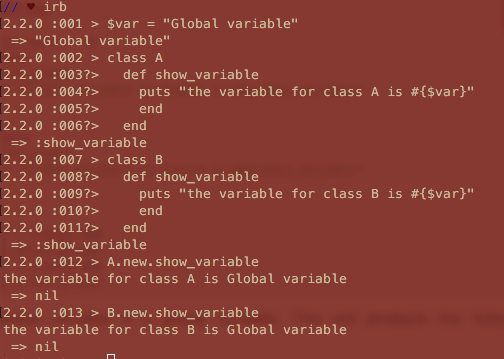 // ♥ irb
2.2.0 :001 > $var = "Global variable"
 => "Global variable"
2.2.0 :002 > class A
2.2.0 :003?>   def show_variable
2.2.0 :004?>     puts "the variable for class A is #{$var}"
2.2.0 :005?>     end
2.2.0 :006?>   end
 => :show_variable
2.2.0 :007 > class B
2.2.0 :008?>   def show_variable
2.2.0 :009?>     puts "the variable for class B is #{$var}"
2.2.0 :010?>     end
2.2.0 :011?>   end
 => :show_variable
2.2.0 :012 > A.new.show_variable
the variable for class A is Global variable
 => nil
2.2.0 :013 > B.new.show_variable
the variable for class B is Global variable
 => nil